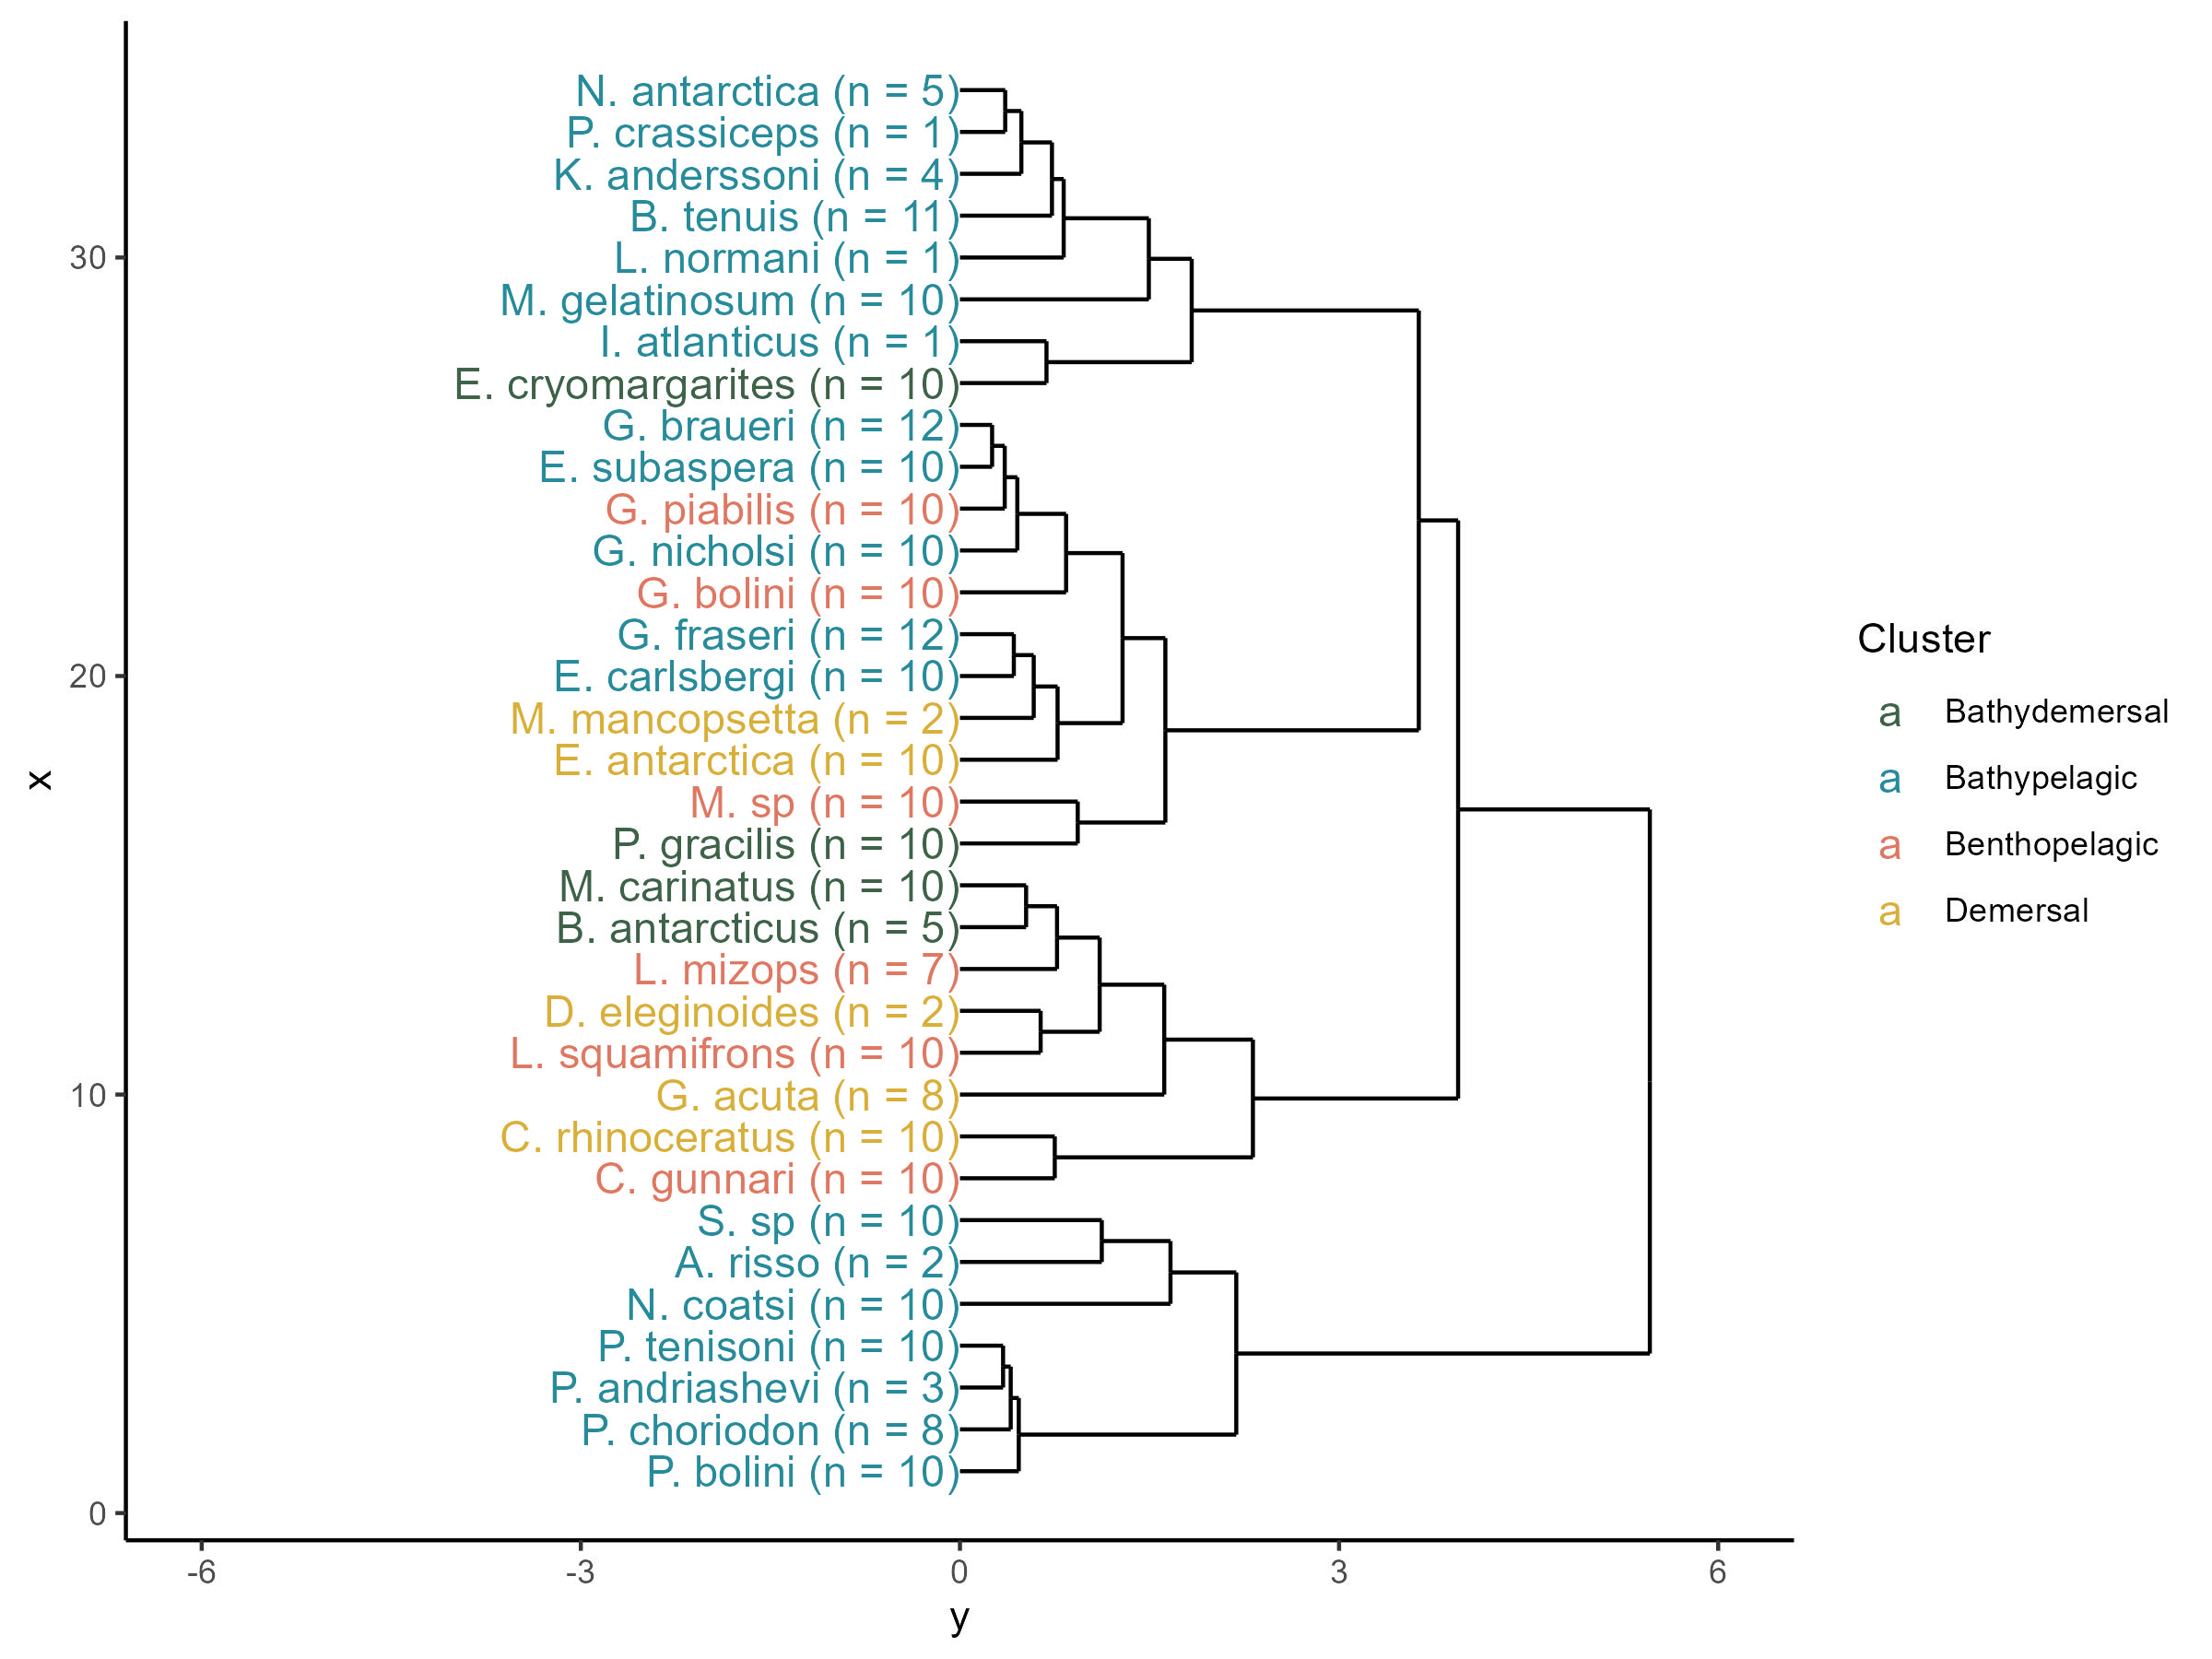 N. antarctica (n = 5)
P. crassiceps (n = 1)
K. anderssoni (n = 4)
B. tenuis (n = 11)
L. normani (n = 1)
M. gelatinosum (n = 10)
I. atlanticus (n = 1)
E. cryomargarites (n = 10)
G. braueri (n = 12)
E. subaspera (n = 10)
G. piabilis (n = 10)
G. nicholsi (n = 10)
G. bolini (n = 10)
G. fraseri (n = 12)
E. carlsbergi (n = 10)
M. mancopsetta (n = 2)
E. antarctica (n = 10)
M. sp (n = 10)
P. gracilis (n = 10)
M. carinatus (n = 10)
B. antarcticus (n = 5)
L. mizops (n = 7)
D. eleginoides (n = 2)
L. squamifrons (n = 10)
G. acuta (n = 8)
C. rhinoceratus (n = 10)
C. gunnari (n = 10)
S. sp (n = 10)
A. risso (n = 2)
N. coatsi (n = 10)
P. tenisoni (n = 10)
P. andriashevi (n = 3)
P. choriodon (n = 8)
P. bolini (n = 10)
30
20
10
0
x
-6 -3 0 3 6
y
Cluster
a Bathydemersal
a Bathypelagic
a Benthopelagic
a Demersal